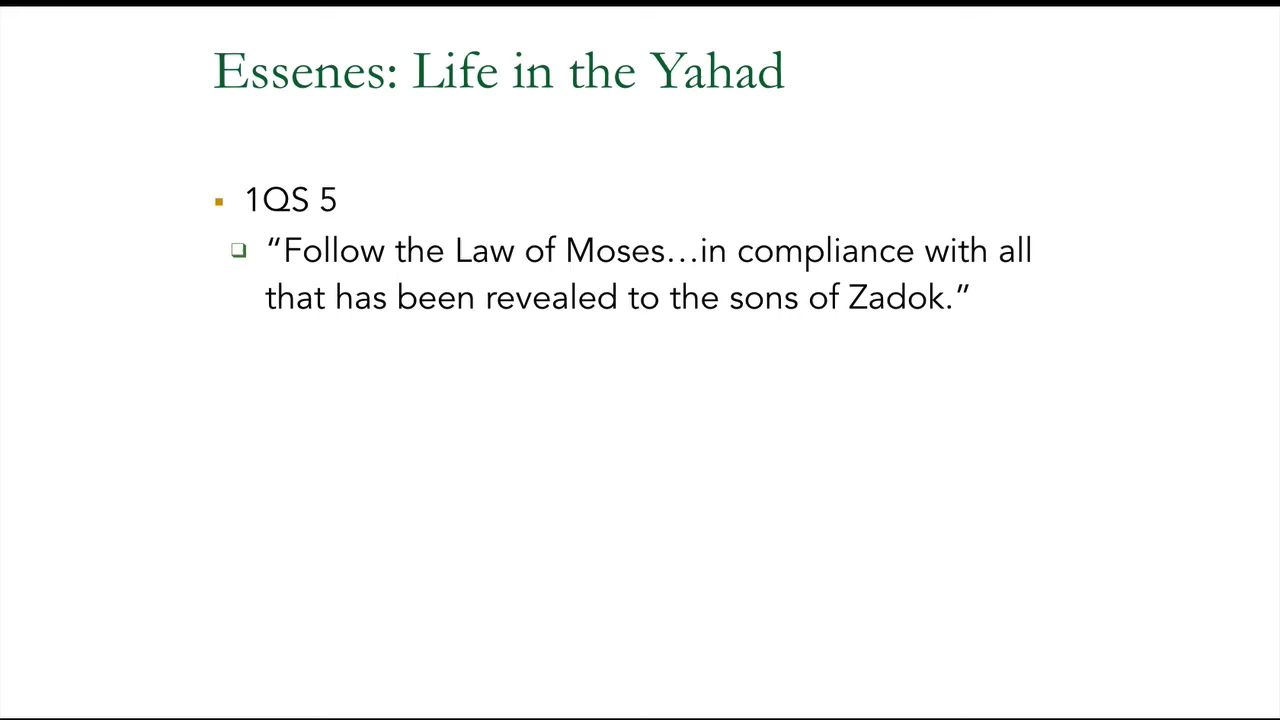 Essenes: Life in the Yahad
1QS 5
“Follow the Law of Moses…in compliance with all
that has been revealed to the sons of Zadok.”